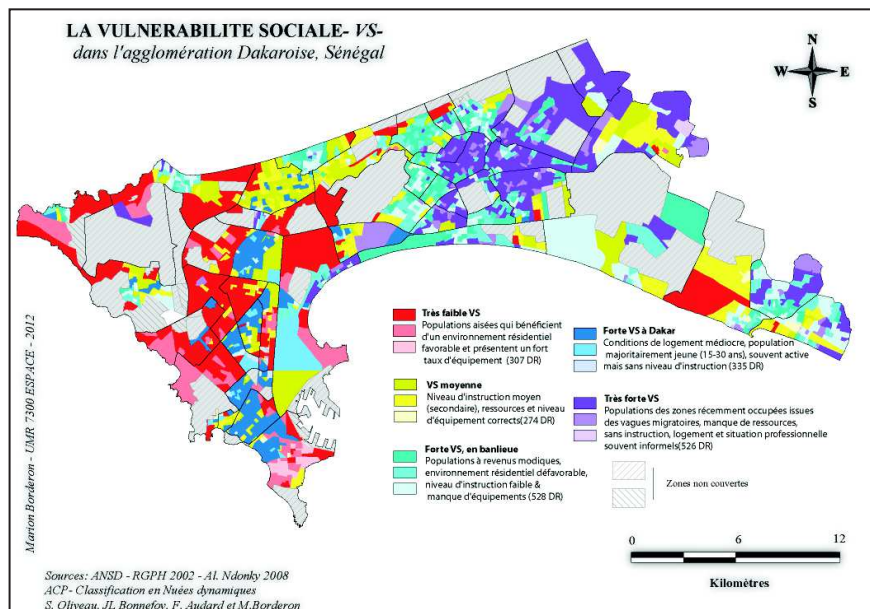 LA VULNERABILITE SOCIALE- VS-
dans l'agglomération Dakaroise, Sénégal
N
W E
S
Très faible VS
Populations aisées qui bénéficient
d'un environnement résidentiel
favorable et présentent un fort
taux d'équipement (307 DR)
VS moyenne
Niveau d'instruction moyen
(secondaire), ressources et niveau
d'équipement corrects(274 DR)
Forte VS, en banlieue
Populations à revenus modiques,
environnement résidentiel défavorable,
niveau d'instruction faible &
manque d'équipements (528 DR)
Forte VS à Dakar
Conditions de logement médiocre, population
majoritairement jeune (15-30 ans), souvent active
mais sans niveau d'instruction (335 DR)
Très forte VS
Populations des zones récemment occupées issues
des vagues migratoires, manque de ressources,
sans instruction, logement et situation professionnelle
souvent informels(526 DR)
Zones non couvertes
0 6 12
Kilomètres
Marion Borderon - UMR 7300 ESPACE - 2012
Sources: ANSD - RGPH 2002 - Al. Ndonky 2008
ACP- Classification en Nuées dynamiques
S. Oliveau, JL Bonnefoy, F. Audard et M.Borderon